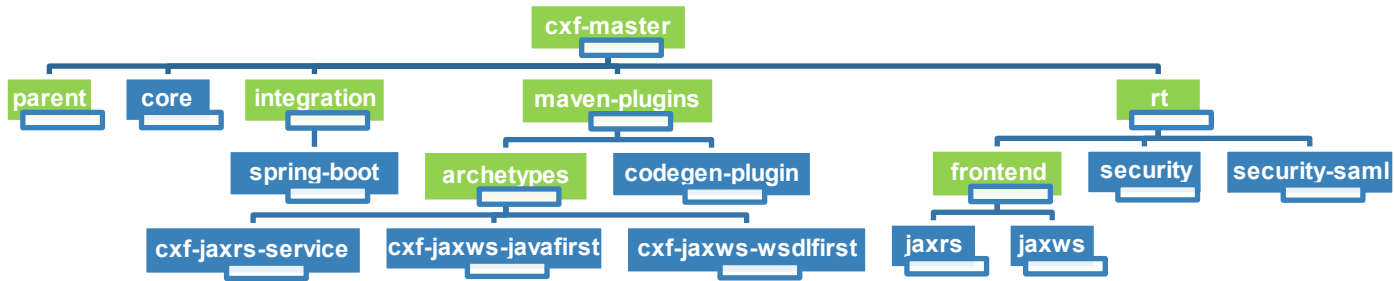 cxf-master
parent
core
integration
maven-plugins
rt
spring-boot
archetypes
codegen-plugin
frontend
security
security-saml
cxf-jaxrs-service
cxf-jaxws-javafirst
cxf-jaxws-wsdlfirst
jaxrs
jaxws